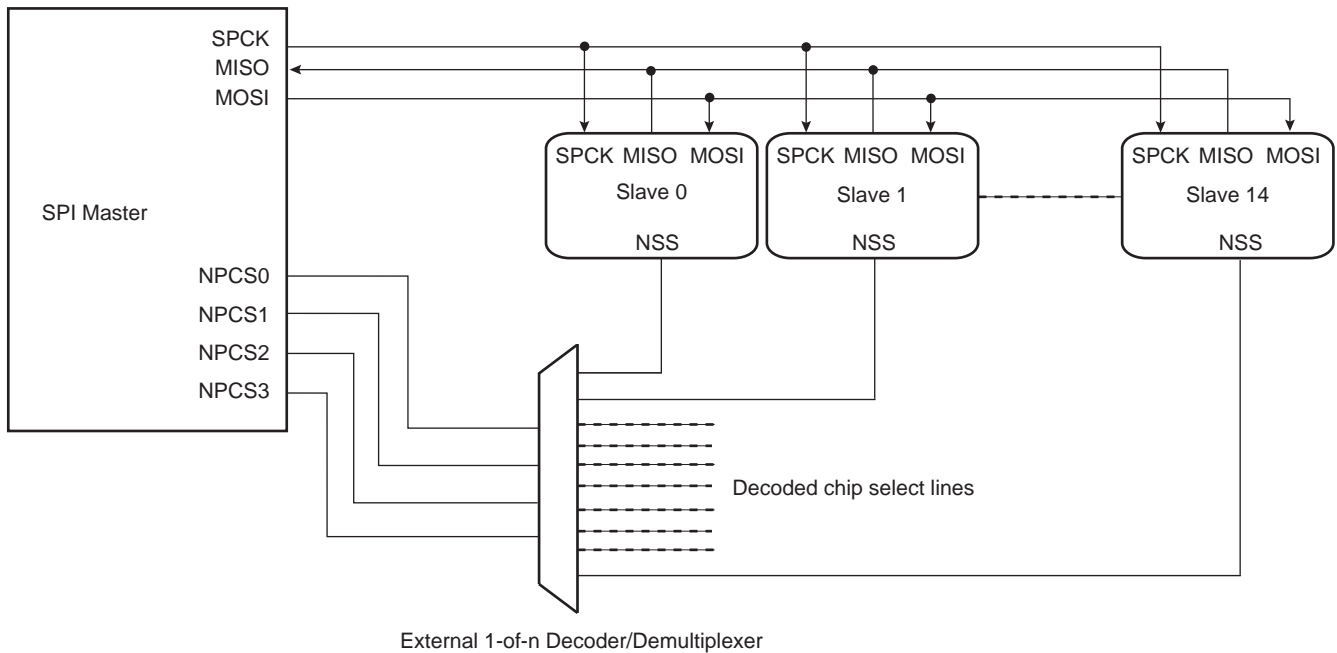 SPCK
MISO
MOSI
SPI Master
NPCS0
NPCS1
NPCS2
NPCS3
SPCK MISO MOSI
Slave 0
NSS
SPCK MISO MOSI
Slave 1
NSS
SPCK MISO MOSI
Slave 14
NSS
Decoded chip select lines
External 1-of-n Decoder/Demultiplexer